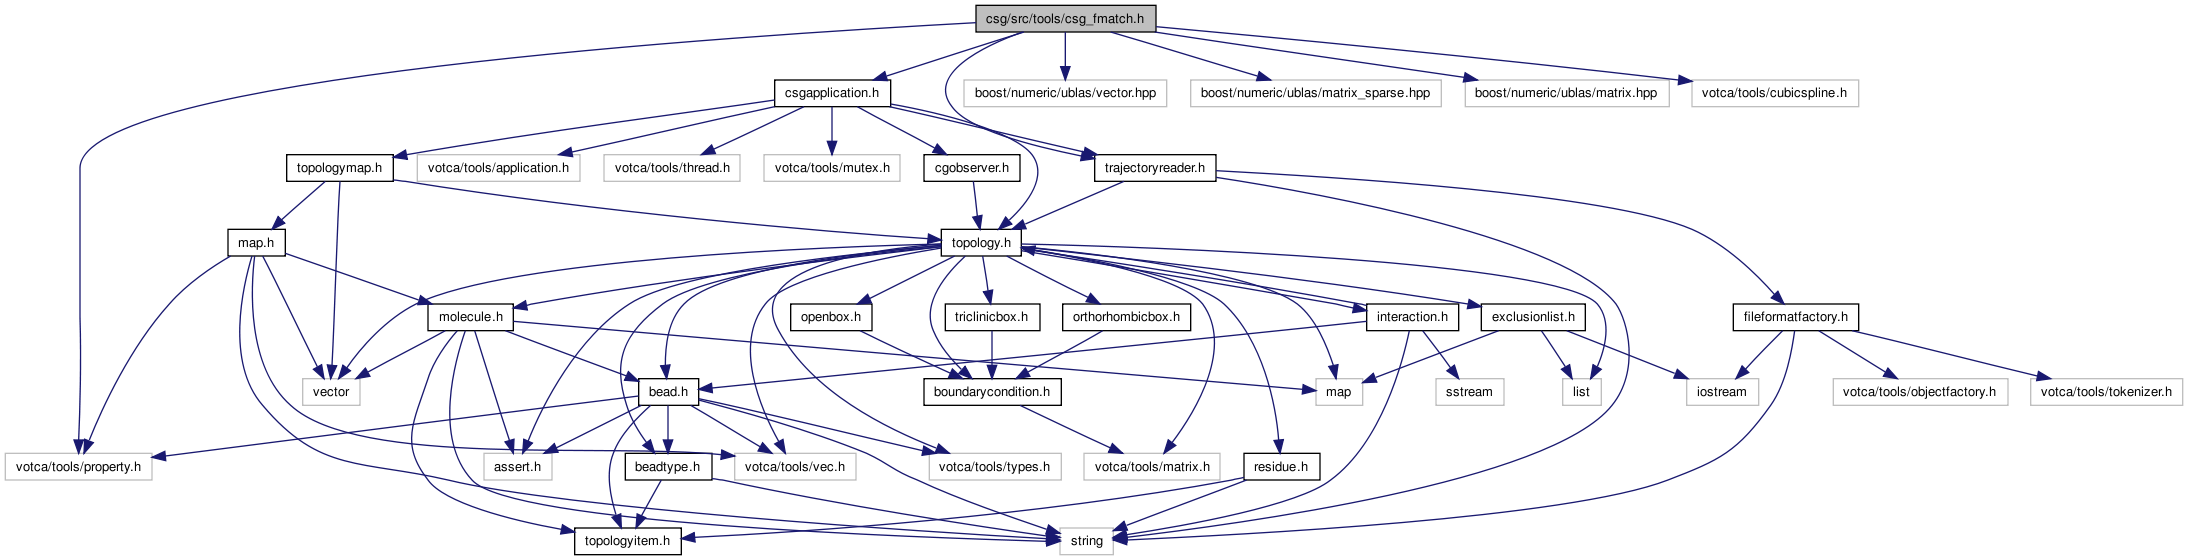 csg/src/tools/csg_fmatch.h
csgapplication.h
boost/numeric/ublas/vector.hpp
boost/numeric/ublas/matrix_sparse.hpp
boost/numeric/ublas/matrix.hpp
votca/tools/cubicspline.h
topologymap.h
votca/tools/application.h
votca/tools/thread.h
votca/tools/mutex.h
cgobserver.h
trajectoryreader.h
map.h
topology.h
molecule.h
openbox.h
triclinicbox.h
orthorhombicbox.h
interaction.h
exclusionlist.h
fileformatfactory.h
vector
bead.h
boundarycondition.h
map
sstream
list
iostream
votca/tools/objectfactory.h
votca/tools/tokenizer.h
votca/tools/property.h
assert.h
beadtype.h
votca/tools/vec.h
votca/tools/types.h
votca/tools/matrix.h
residue.h
topologyitem.h
string